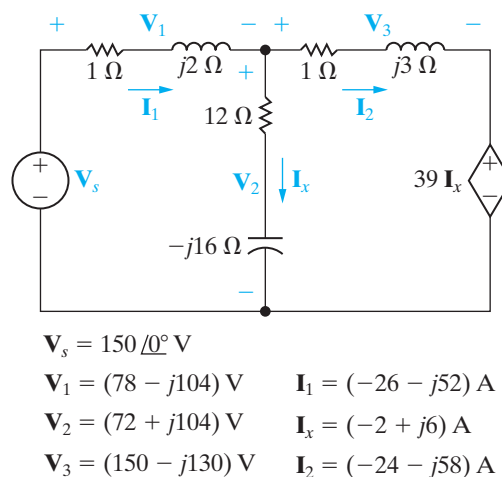 + V₁ − + V₃ −
1 Ω j2 Ω + 1 Ω j3 Ω
I₁ I₂
12 Ω
+ Vₛ V₂ Iₓ 39 Iₓ +
− −
−j16 Ω
−
Vₛ = 150 /0° V
V₁ = (78 − j104) V I₁ = (−26 − j52) A
V₂ = (72 + j104) V Iₓ = (−2 + j6) A
V₃ = (150 − j130) V I₂ = (−24 − j58) A